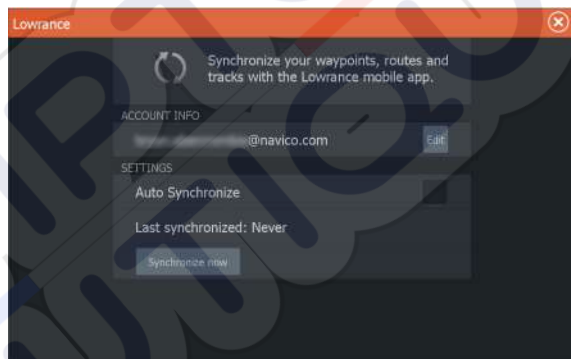 Lowrance
Synchronize your waypoints, routes and
tracks with the Lowrance mobile app.
ACCOUNT INFO
@navico.com
Edit
SETTINGS
Auto Synchronize
Last synchronized: Never
Synchronize now